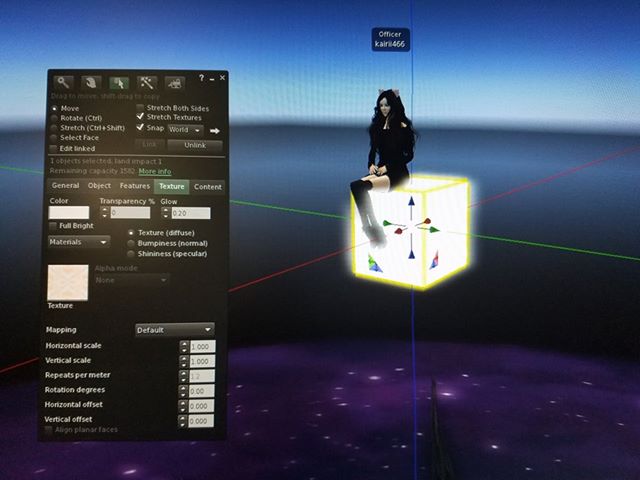 Officer
kairii466
? _ x
Drag to move, shift-drag to copy
Move
Rotate (Ctrl)
Stretch (Ctrl+Shift)
Select Face
Edit linked
Stretch Both Sides
Stretch Textures
Snap World
Link Unlink
1 objects selected, land impact 1
Remaining capacity 1582. More info
General Object Features Texture Content
Color Transparency % Glow
0 0.20
Full Bright
Materials
Texture (diffuse)
Bumpiness (normal)
Shininess (specular)
Alpha mode
None
Texture
Mapping Default
Horizontal scale 1.000
Vertical scale 1.000
Repeats per meter
Rotation degrees 0.00
Horizontal offset 0.000
Vertical offset 0.000
Align planar faces